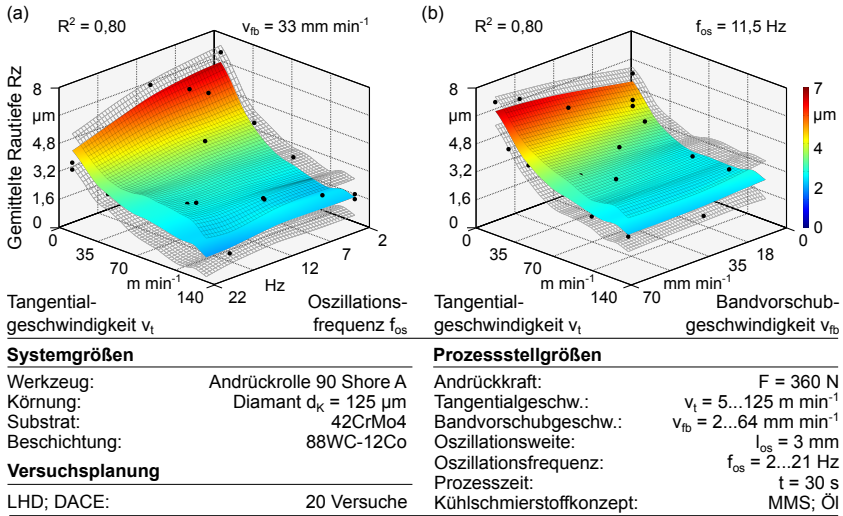 (a)
R² = 0,80
v_fb = 33 mm min⁻¹
Gemittelte Rautiefe Rz
8
µm
4,8
3,2
1,6
0
0
35
70
m min⁻¹
140
22
Hz
12
7
2
Tangential-
geschwindigkeit v_t
Oszillations-
frequenz f_os
(b)
R² = 0,80
f_os = 11,5 Hz
8
µm
4,8
3,2
1,6
0
0
35
70
m min⁻¹
140
70
mm min⁻¹
35
18
0
7
µm
4
2
0
Tangential-
geschwindigkeit v_t
Bandvorschub-
geschwindigkeit v_fb
Systemgrößen
Werkzeug: Andrückrolle 90 Shore A
Körnung: Diamant d_K = 125 µm
Substrat: 42CrMo4
Beschichtung: 88WC-12Co
Versuchsplanung
LHD; DACE: 20 Versuche
Prozessstellgrößen
Andrückkraft: F = 360 N
Tangentialgeschw.: v_t = 5...125 m min⁻¹
Bandvorschubgeschw.: v_fb = 2...64 mm min⁻¹
Oszillationsweite: l_os = 3 mm
Oszillationsfrequenz: f_os = 2...21 Hz
Prozesszeit: t = 30 s
Kühlschmierstoffkonzept: MMS; Öl